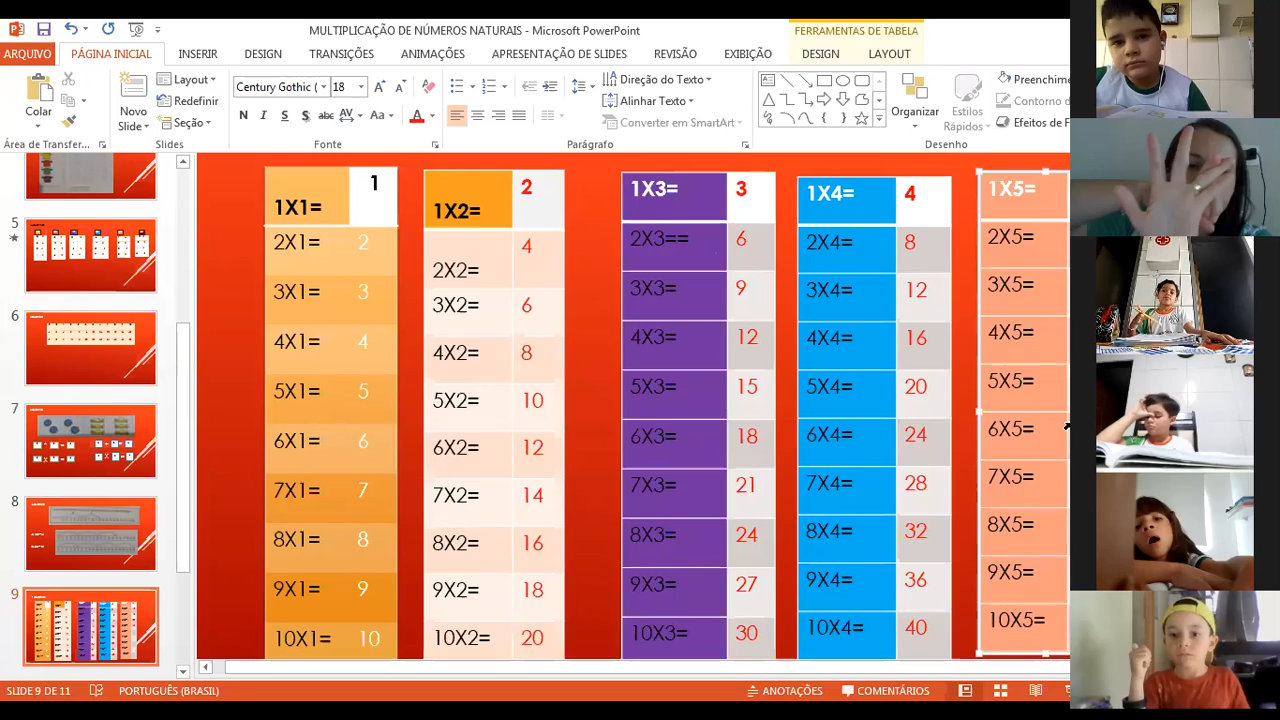 MULTIPLICAÇÃO DE NÚMEROS NATURAIS - Microsoft PowerPoint
FERRAMENTAS DE TABELA
ARQUIVO PÁGINA INICIAL INSERIR DESIGN TRANSIÇÕES ANIMAÇÕES APRESENTAÇÃO DE SLIDES REVISÃO EXIBIÇÃO DESIGN LAYOUT
Colar
Novo Slide
Layout
Redefinir
Seção
Century Gothic ( 18
N I S S abc AV Aa A
Direção do Texto
Alinhar Texto
Converter em SmartArt
Organizar
Estilos Rápidos
Preenchime
Contorno d
Efeitos de F
Área de Transfer... Slides Fonte Parágrafo Desenho
5
6
7
8
9
1X1= 1
2X1= 2
3X1= 3
4X1= 4
5X1= 5
6X1= 6
7X1= 7
8X1= 8
9X1= 9
10X1= 10
1X2= 2
2X2= 4
3X2= 6
4X2= 8
5X2= 10
6X2= 12
7X2= 14
8X2= 16
9X2= 18
10X2= 20
1X3= 3
2X3== 6
3X3= 9
4X3= 12
5X3= 15
6X3= 18
7X3= 21
8X3= 24
9X3= 27
10X3= 30
1X4= 4
2X4= 8
3X4= 12
4X4= 16
5X4= 20
6X4= 24
7X4= 28
8X4= 32
9X4= 36
10X4= 40
1X5=
2X5=
3X5=
4X5=
5X5=
6X5=
7X5=
8X5=
9X5=
10X5=
SLIDE 9 DE 11 PORTUGUÊS (BRASIL) ANOTAÇÕES COMENTÁRIOS